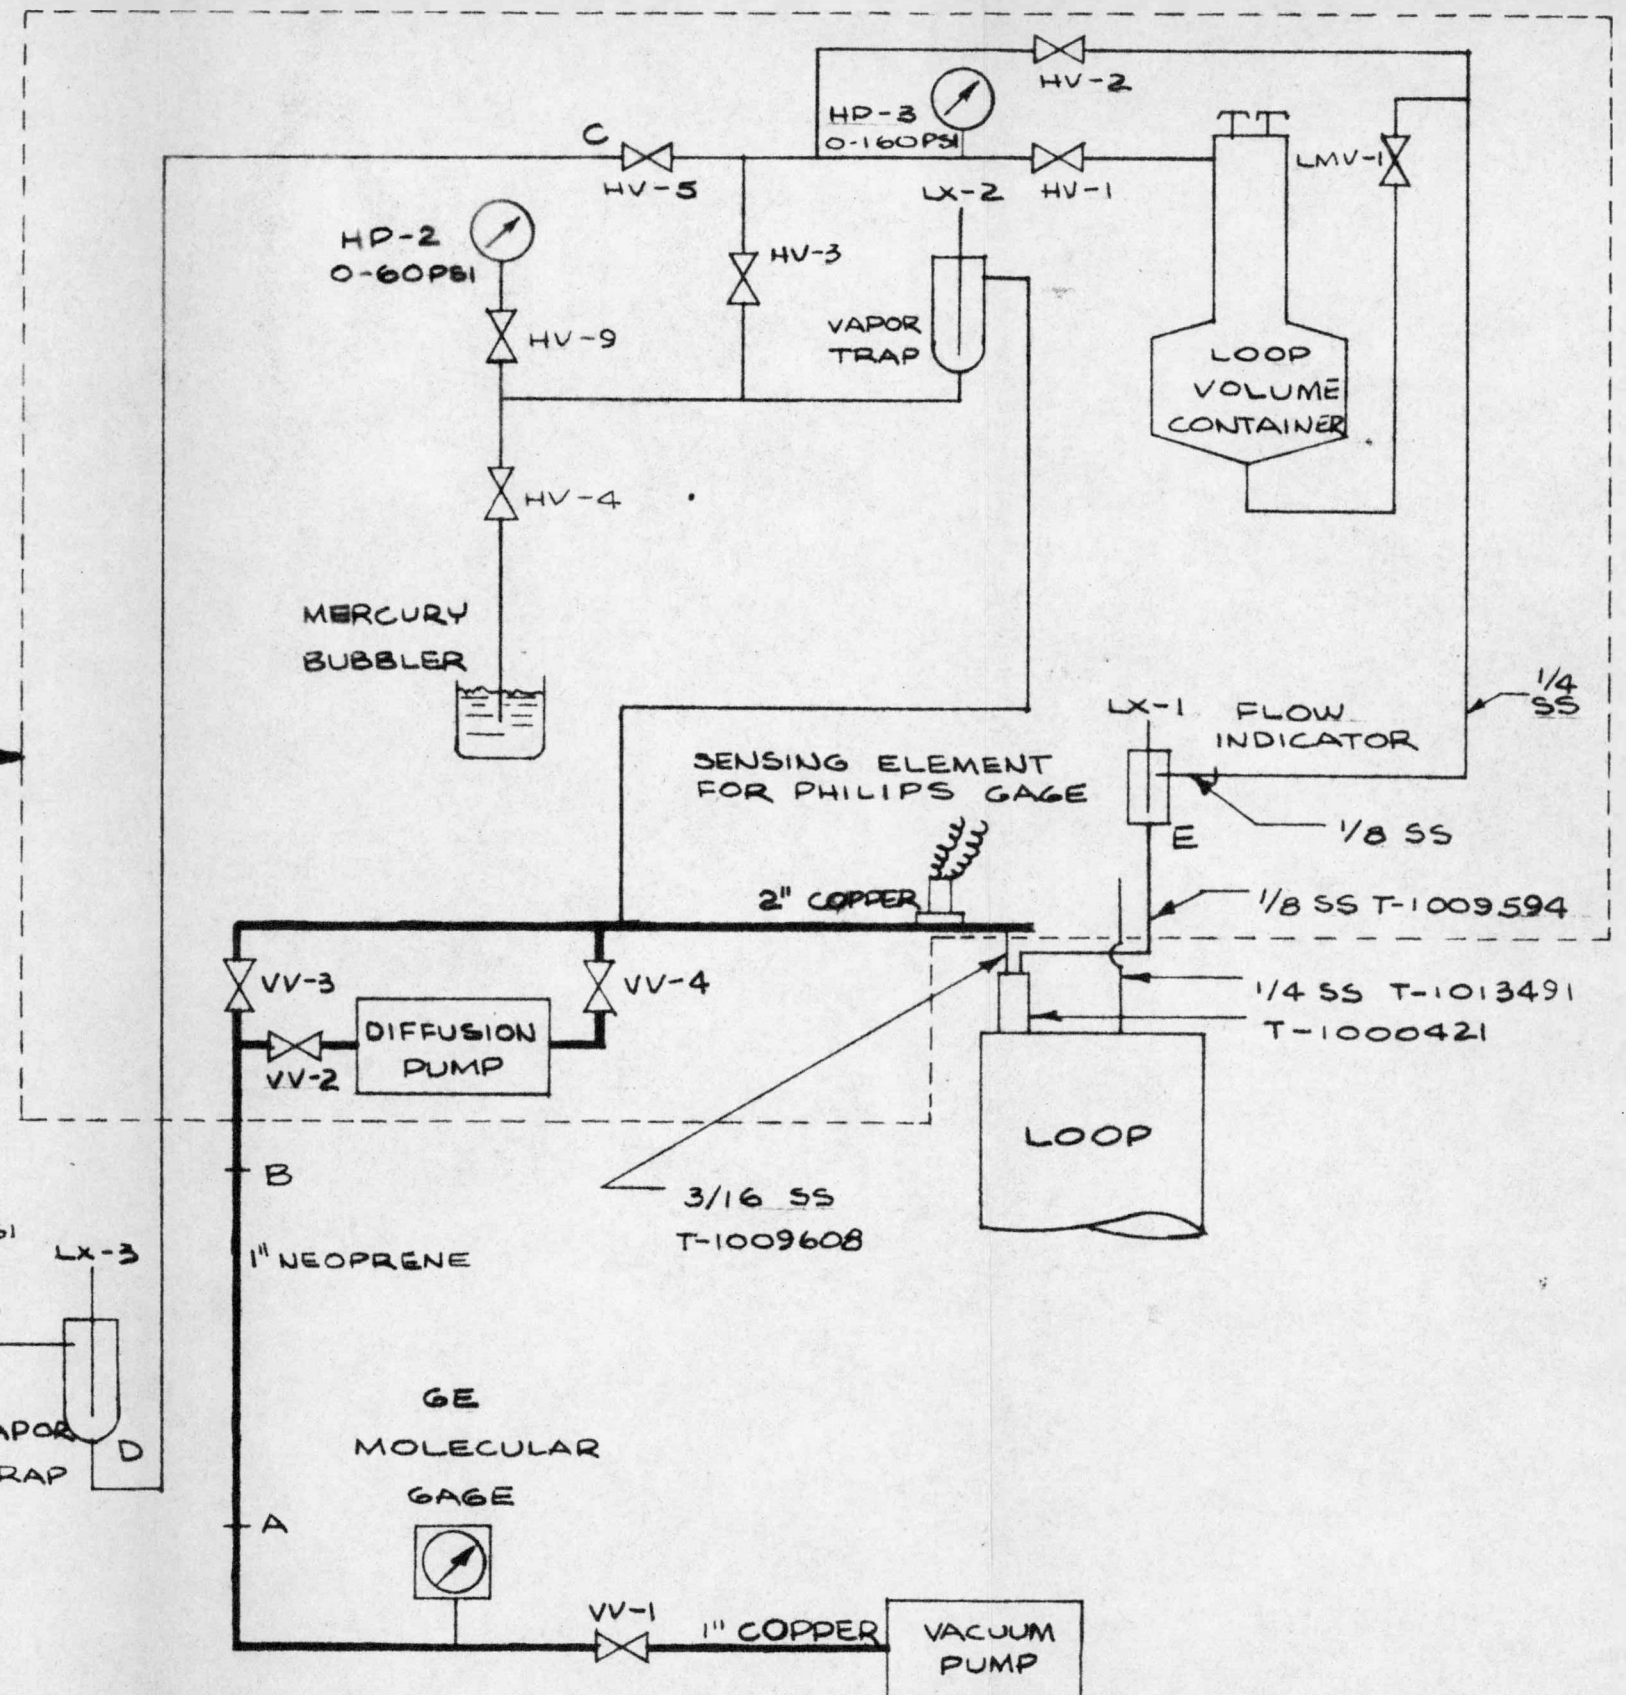 HV-2
HP-3
0-160PSI
C
HV-5
LX-2
HV-1
LMV-1
HP-2
0-60PSI
HV-3
HV-9
VAPOR
TRAP
LOOP
VOLUME
CONTAINER
HV-4
MERCURY
BUBBLER
1/4
SS
LX-1
FLOW
INDICATOR
SENSING ELEMENT
FOR PHILIPS GAGE
1/8 SS
E
2" COPPER
1/8 SS T-1009594
VV-3
VV-4
1/4 SS T-1013491
T-1000421
DIFFUSION
PUMP
VV-2
LOOP
B
3/16 SS
T-1009608
LX-3
1" NEOPRENE
GE
MOLECULAR
GAGE
APOR
D
RAP
A
VV-1
1" COPPER
VACUUM
PUMP